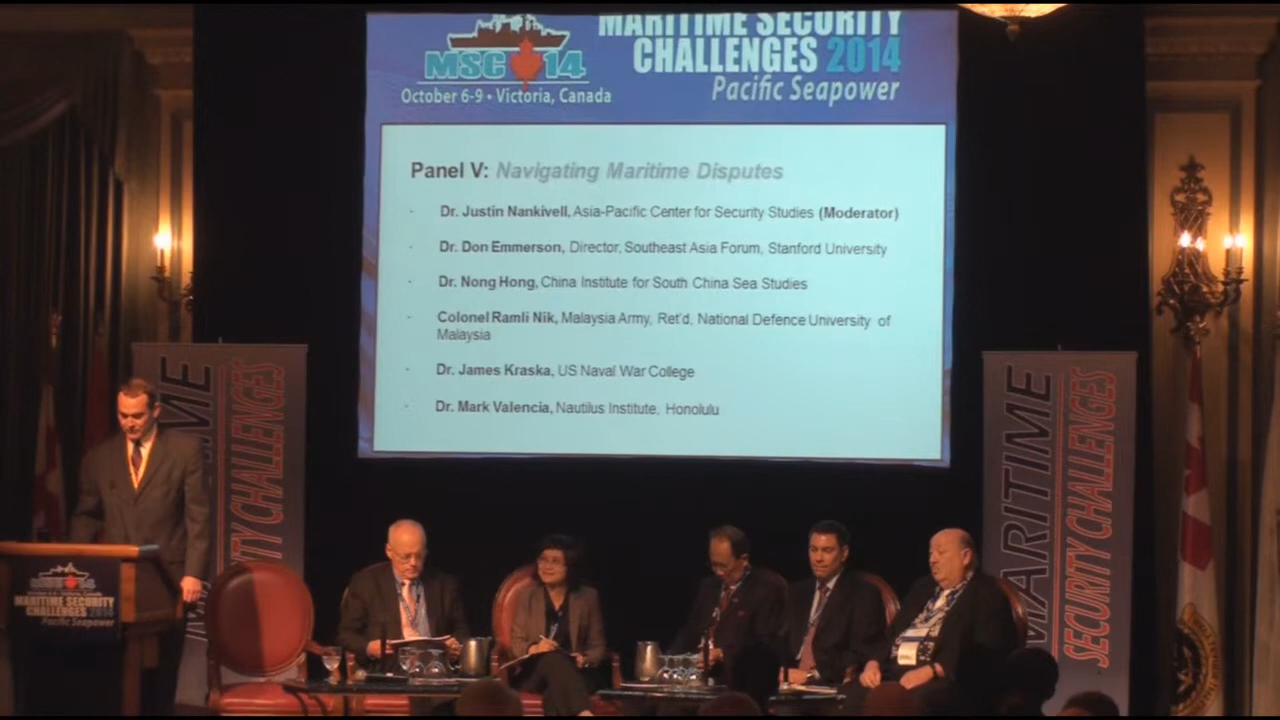 MSC 14
October 6-9 • Victoria, Canada
MARITIME SECURITY
CHALLENGES 2014
Pacific Seapower
Panel V: Navigating Maritime Disputes
Dr. Justin Nankivell, Asia-Pacific Center for Security Studies (Moderator)
Dr. Don Emmerson, Director, Southeast Asia Forum, Stanford University
Dr. Nong Hong, China Institute for South China Sea Studies
Colonel Ramli Nik, Malaysia Army, Ret'd, National Defence University of
Malaysia
Dr. James Kraska, US Naval War College
Dr. Mark Valencia, Nautilus Institute, Honolulu
SECURITY CHALLENGES
MARITIME
SECURITY CHALLENGES
MSC 14
MARITIME SECURITY
CHALLENGES 2014
Pacific Seapower